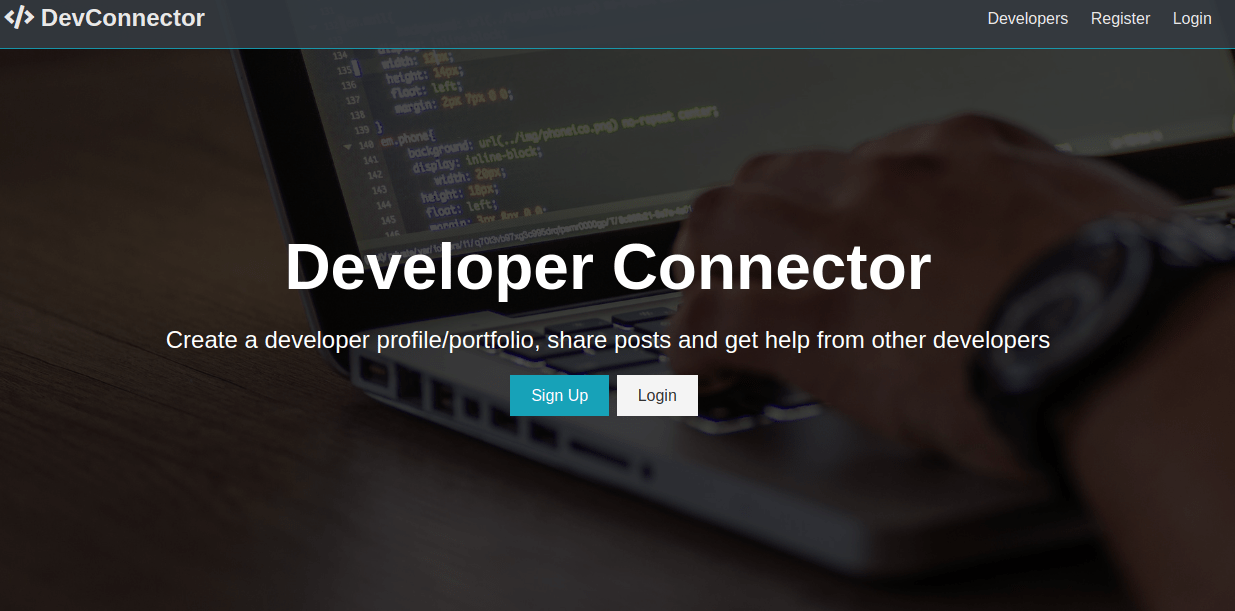 </> DevConnector
Developers Register Login
134
135 width: 12px;
136 height: 14px;
137 float: left;
138 margin: 2px 7px 0 0;
139 }
140 em.phone{
141 background: url(../img/phoneico.png) no-repeat center;
142 display: inline-block;
143 width: 20px;
144 height: 18px;
145 float: left;
146
Developer Connector
Create a developer profile/portfolio, share posts and get help from other developers
Sign Up Login